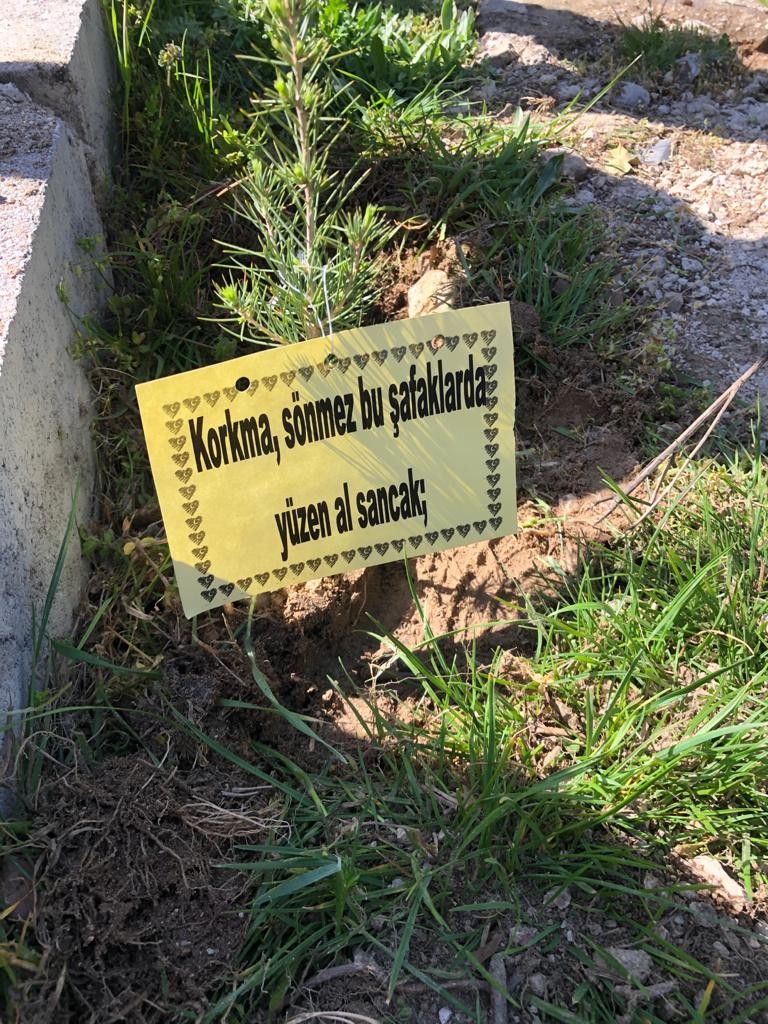 Korkma, sönmez bu şafaklarda
yüzen al sancak;